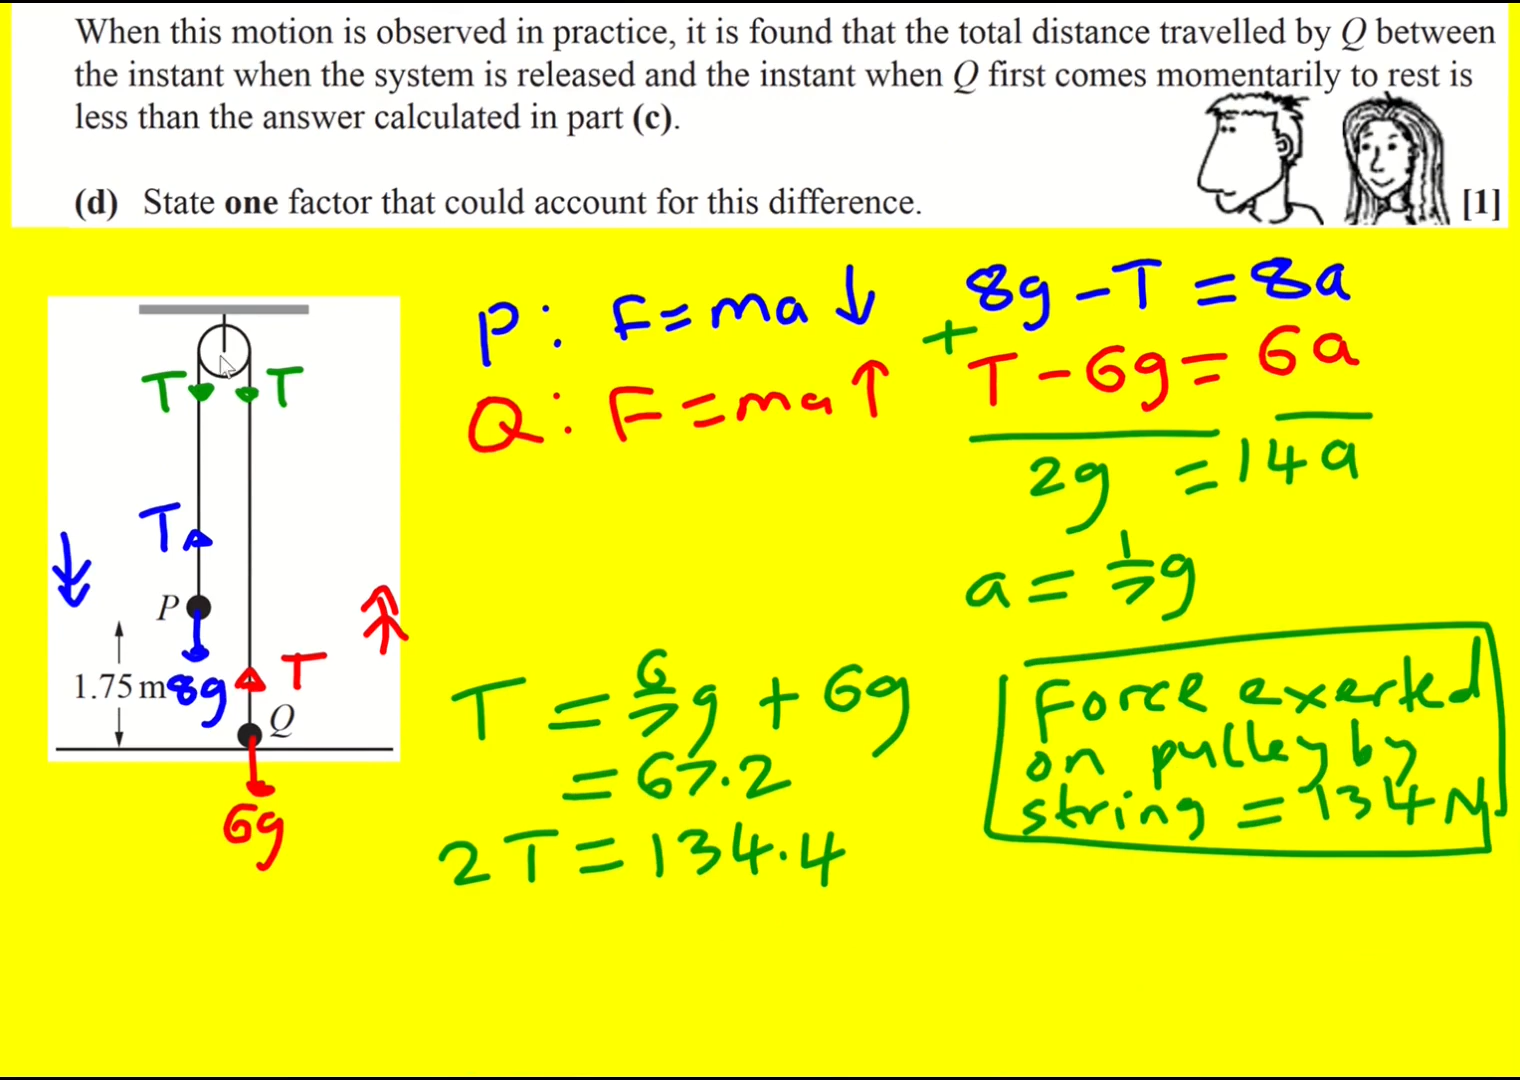 When this motion is observed in practice, it is found that the total distance travelled by Q between
the instant when the system is released and the instant when Q first comes momentarily to rest is
less than the answer calculated in part (c).
(d) State one factor that could account for this difference.
[1]
P: F = ma ↓ 8g - T = 8a
+
Q: F = ma ↑ T - 6g = 6a
2g = 14a
a = 1/7 g
T T
T
P
1.75 m
8g
T
Q
6g
T = 6/7 g + 6g
= 67.2
2T = 134.4
Force exerted
on pulley by
string = 134 N